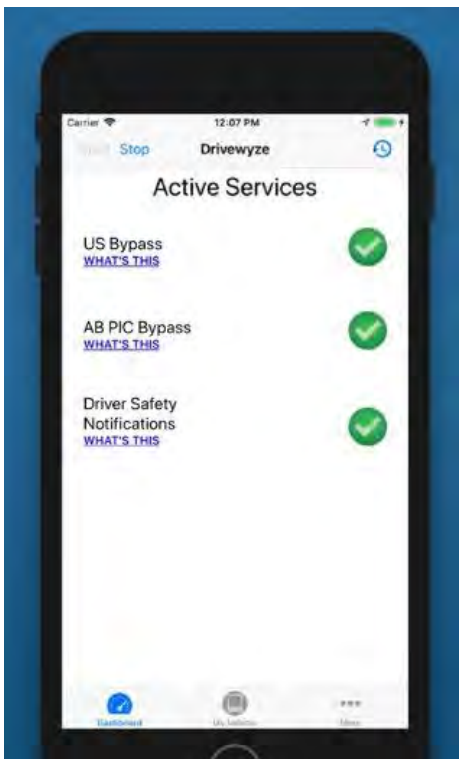 Carrier
12:07 PM
Stop
Drivewyze
Active Services
US Bypass
WHAT'S THIS
AB PIC Bypass
WHAT'S THIS
Driver Safety
Notifications
WHAT'S THIS
Dashboard